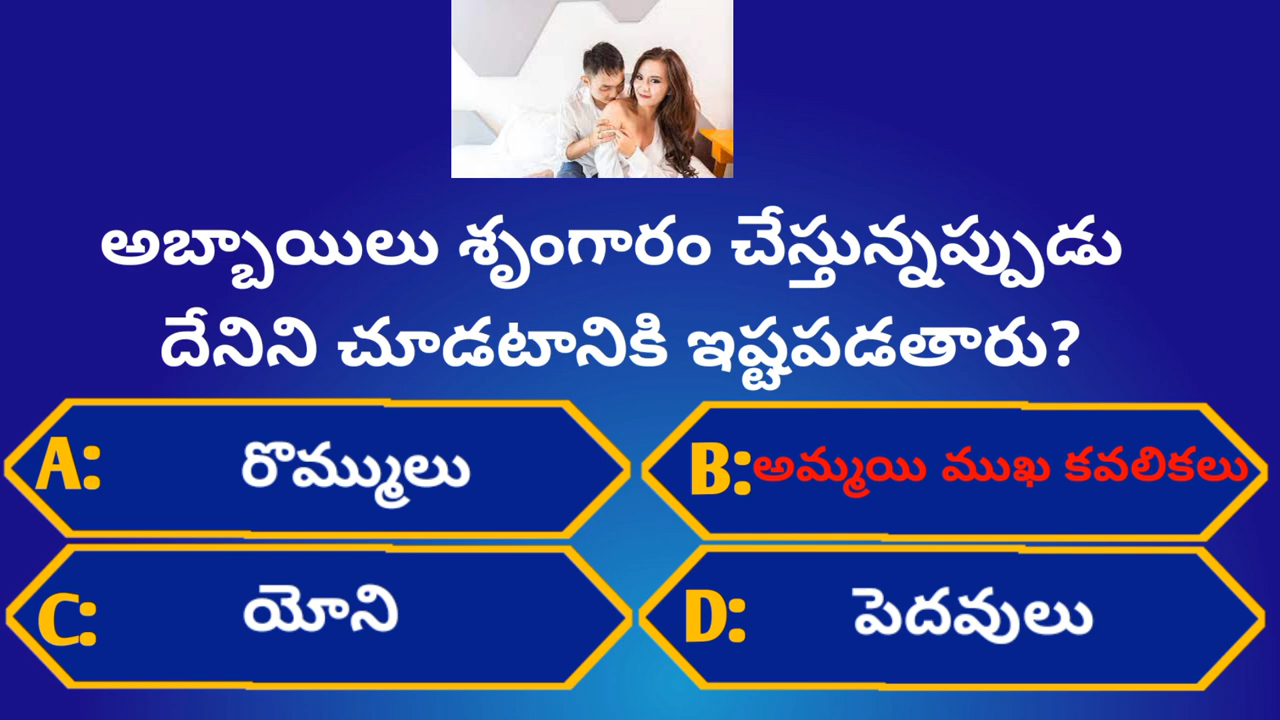 అబ్బాయిలు శృంగారం చేస్తున్నప్పుడు
దేనిని చూడటానికి ఇష్టపడతారు?
A: రొమ్ములు
B: అమ్మయి ముఖ కవలికలు
C: యోని
D: పెదవులు